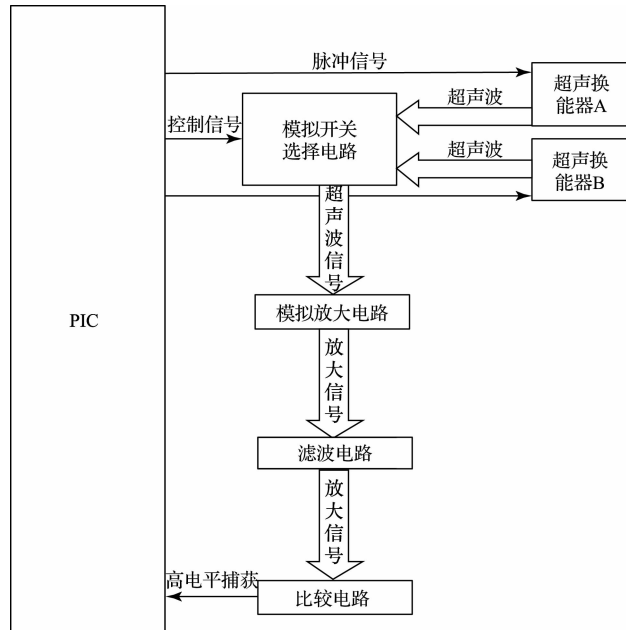 脉冲信号
超声换
能器A
超声波
控制信号
模拟开关
选择电路
超声波
超声换
能器B
超声波信号
PIC
模拟放大电路
放大信号
滤波电路
放大信号
高电平捕获
比较电路